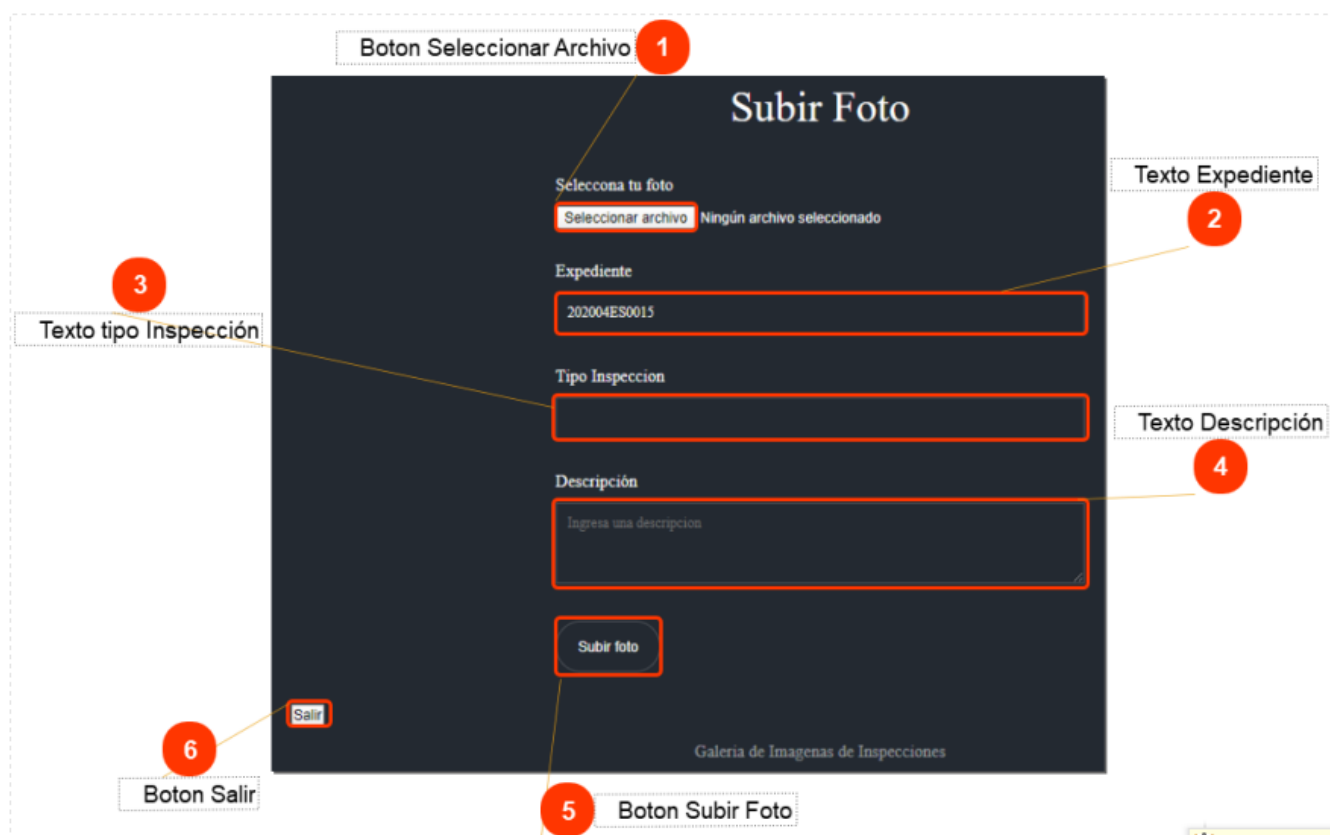 Boton Seleccionar Archivo
1
Subir Foto
Seleccona tu foto
Seleccionar archivo Ningún archivo seleccionado
Texto Expediente
2
Expediente
202004ES0015
3
Texto tipo Inspección
Tipo Inspeccion
Texto Descripción
4
Descripción
Ingresa una descripcion
Subir foto
Salir
6
Boton Salir
Galeria de Imagenas de Inspecciones
5
Boton Subir Foto